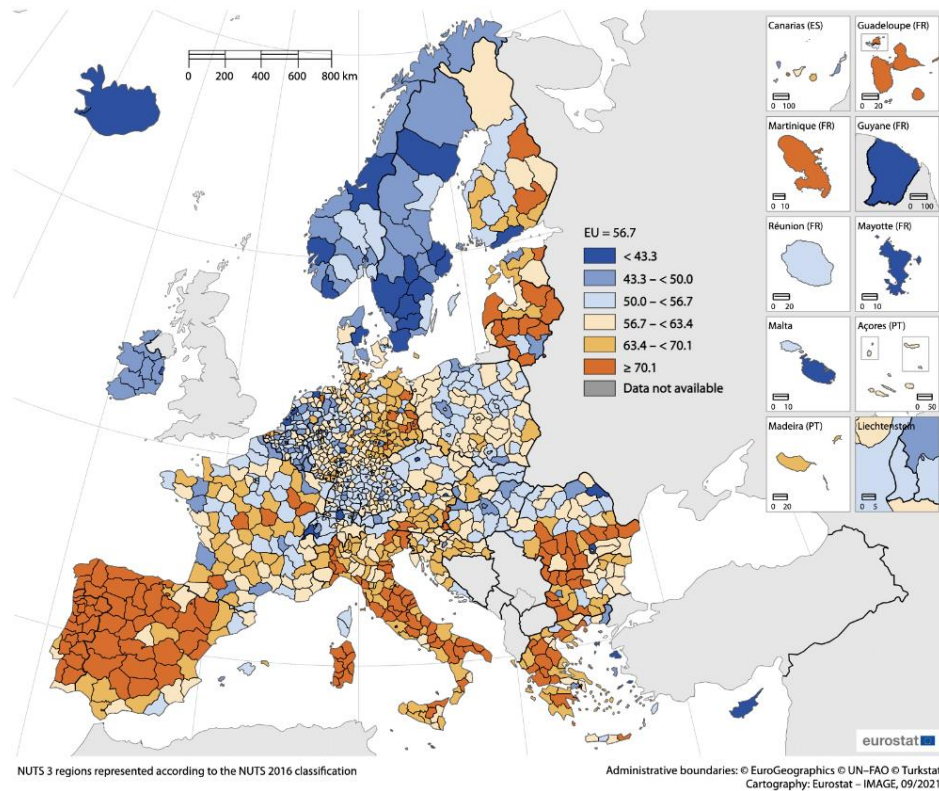 0 200 400 600 800 km
EU = 56.7
< 43.3
43.3 – < 50.0
50.0 – < 56.7
56.7 – < 63.4
63.4 – < 70.1
≥ 70.1
Data not available
Canarias (ES)
0 100
Guadeloupe (FR)
0 20
Martinique (FR)
0 10
Guyane (FR)
0 100
Réunion (FR)
0 20
Mayotte (FR)
0 10
Malta
0 10
Açores (PT)
0 50
Madeira (PT)
0 20
Liechtenstein
0 5
eurostat
NUTS 3 regions represented according to the NUTS 2016 classification
Administrative boundaries: © EuroGeographics © UN–FAO © Turkstat
Cartography: Eurostat – IMAGE, 09/2021